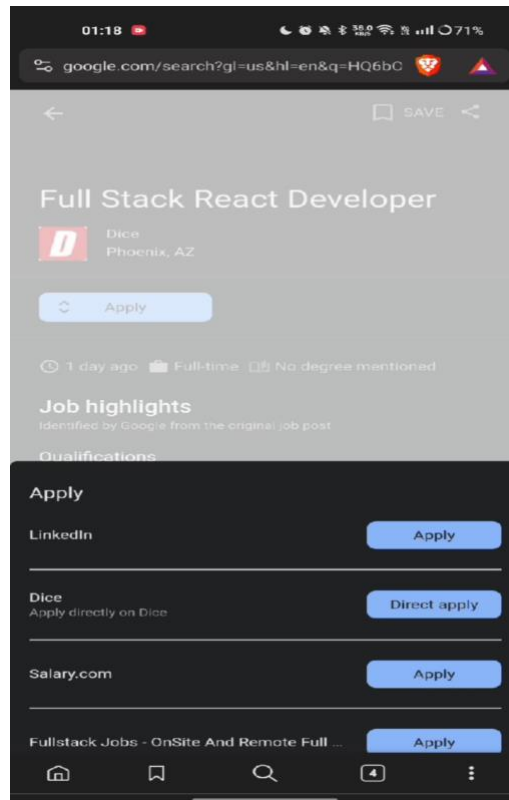 01:18
71%
google.com/search?gl=us&hl=en&q=HQ6bC
SAVE
Full Stack React Developer
D
Dice
Phoenix, AZ
Apply
1 day ago Full-time No degree mentioned
Job highlights
Identified by Google from the original job post
Qualifications
Apply
LinkedIn
Apply
Dice
Apply directly on Dice
Direct apply
Salary.com
Apply
Fullstack Jobs - OnSite And Remote Full ...
Apply
4